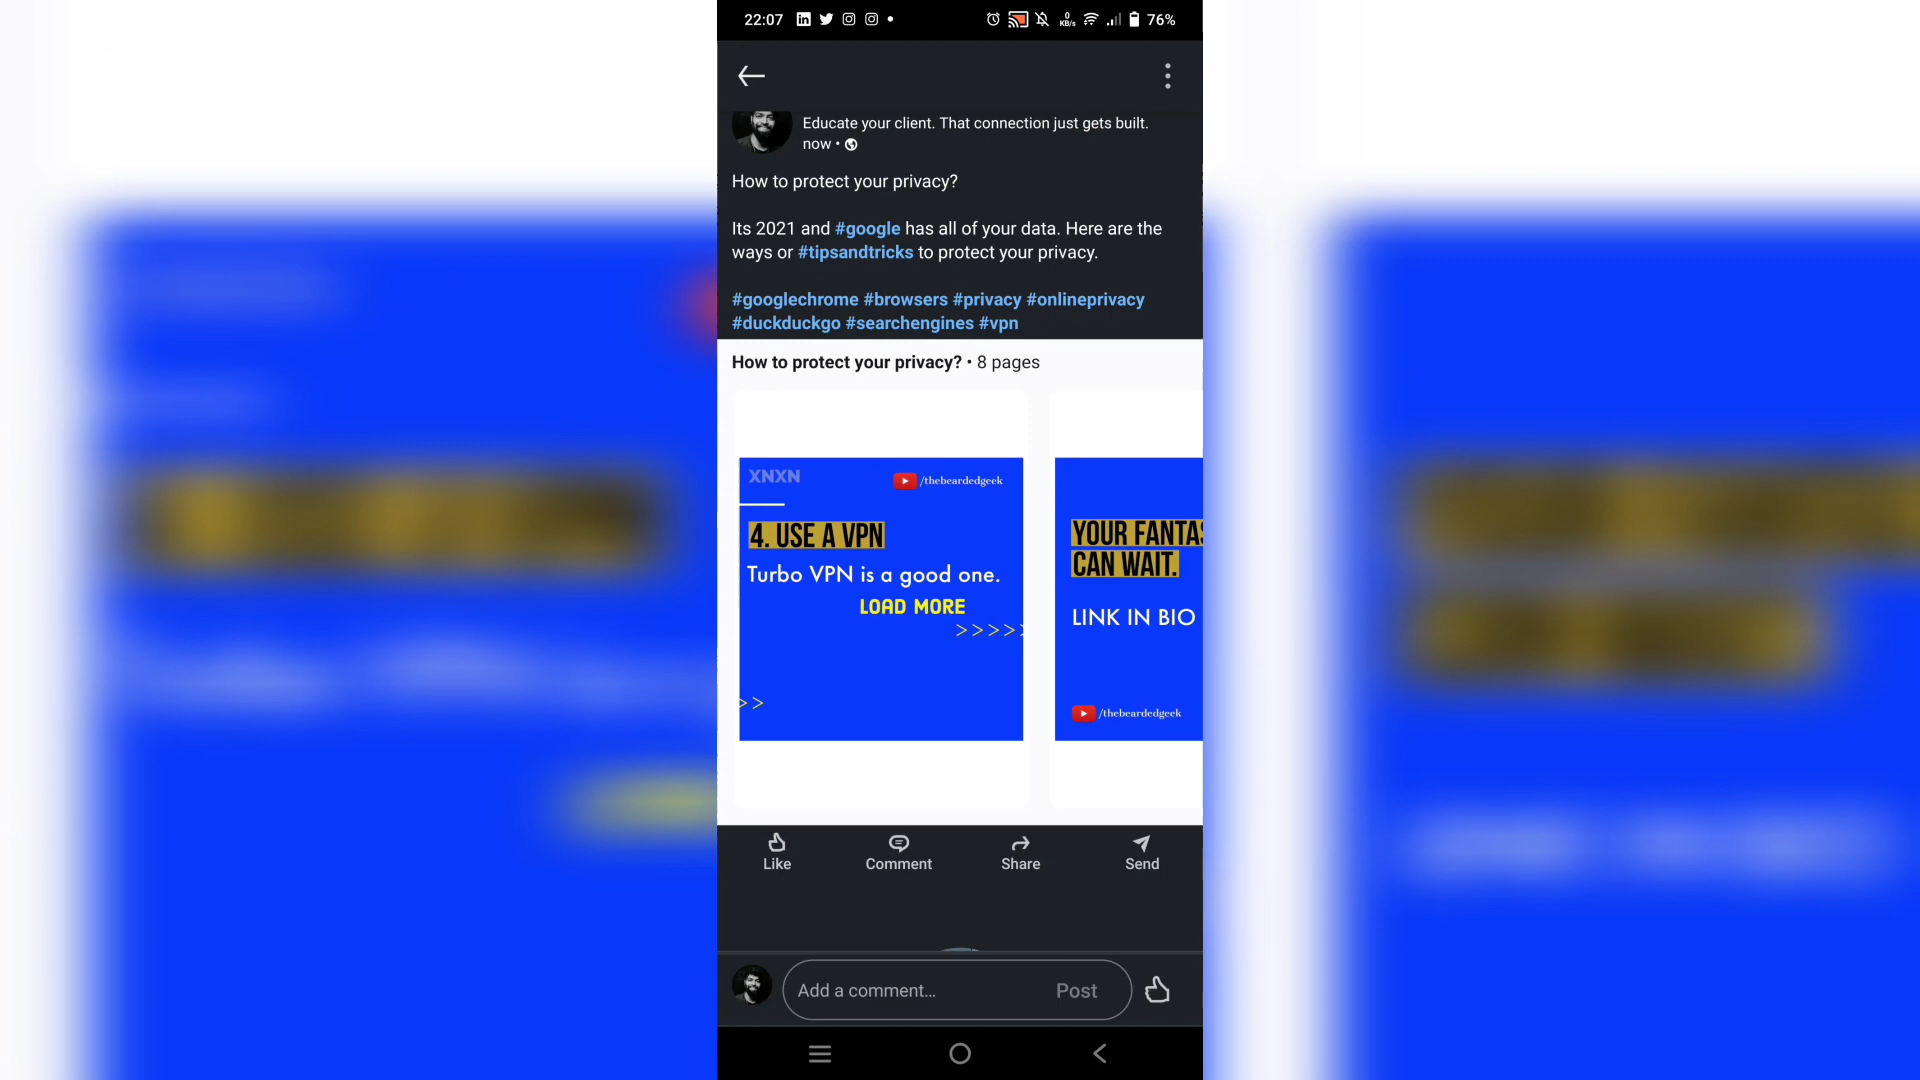 22:07
0
KB/s
76%
Educate your client. That connection just gets built.
now •
How to protect your privacy?
Its 2021 and #google has all of your data. Here are the
ways or #tipsandtricks to protect your privacy.
#googlechrome #browsers #privacy #onlineprivacy
#duckduckgo #searchengines #vpn
How to protect your privacy? • 8 pages
XNXN
/thebeardedgeek
4. USE A VPN
Turbo VPN is a good one.
LOAD MORE
>>>>>
>>
YOUR
CAN WAIT.
LINK IN BIO
/thebeardedgeek
Like
Comment
Share
Send
Add a comment...
Post